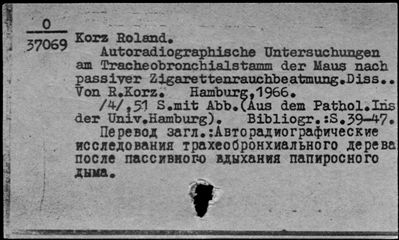 O
37069
Korz Roland.
Autoradiographische Untersuchungen
am Tracheobronchialstamm der Maus nach
passiver Zigarettenrauchbeatmung.Diss..
Von R.Korz. Hamburg,1966.
/4/,51 S.mit Abb.(Aus dem Pathol.Ins
der Univ.Hamburg). Bibliogr.:S.39-47.
Перевод загл.:Авторадиографические
исследования трахеобронхиального дерева
после пассивного вдыхания папиросного
дыма.